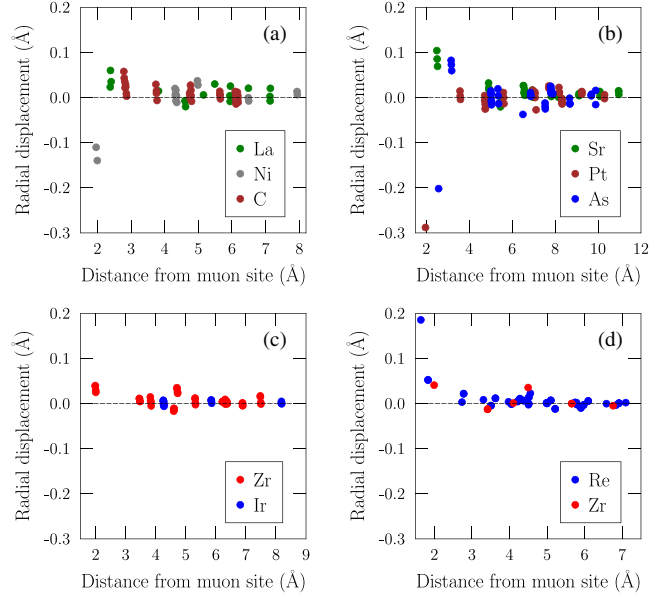 (a)
0.2
0.1
0.0
-0.1
-0.2
-0.3
Radial displacement (Å)
La
Ni
C
2 3 4 5 6 7 8
Distance from muon site (Å)
(b)
0.2
0.1
0.0
-0.1
-0.2
-0.3
Radial displacement (Å)
Sr
Pt
As
2 3 4 5 6 7 8 9 10 11
Distance from muon site (Å)
(c)
0.2
0.1
0.0
-0.1
-0.2
-0.3
Radial displacement (Å)
Zr
Ir
2 3 4 5 6 7 8 9
Distance from muon site (Å)
(d)
0.2
0.1
0.0
-0.1
-0.2
-0.3
Radial displacement (Å)
Re
Zr
2 3 4 5 6 7
Distance from muon site (Å)